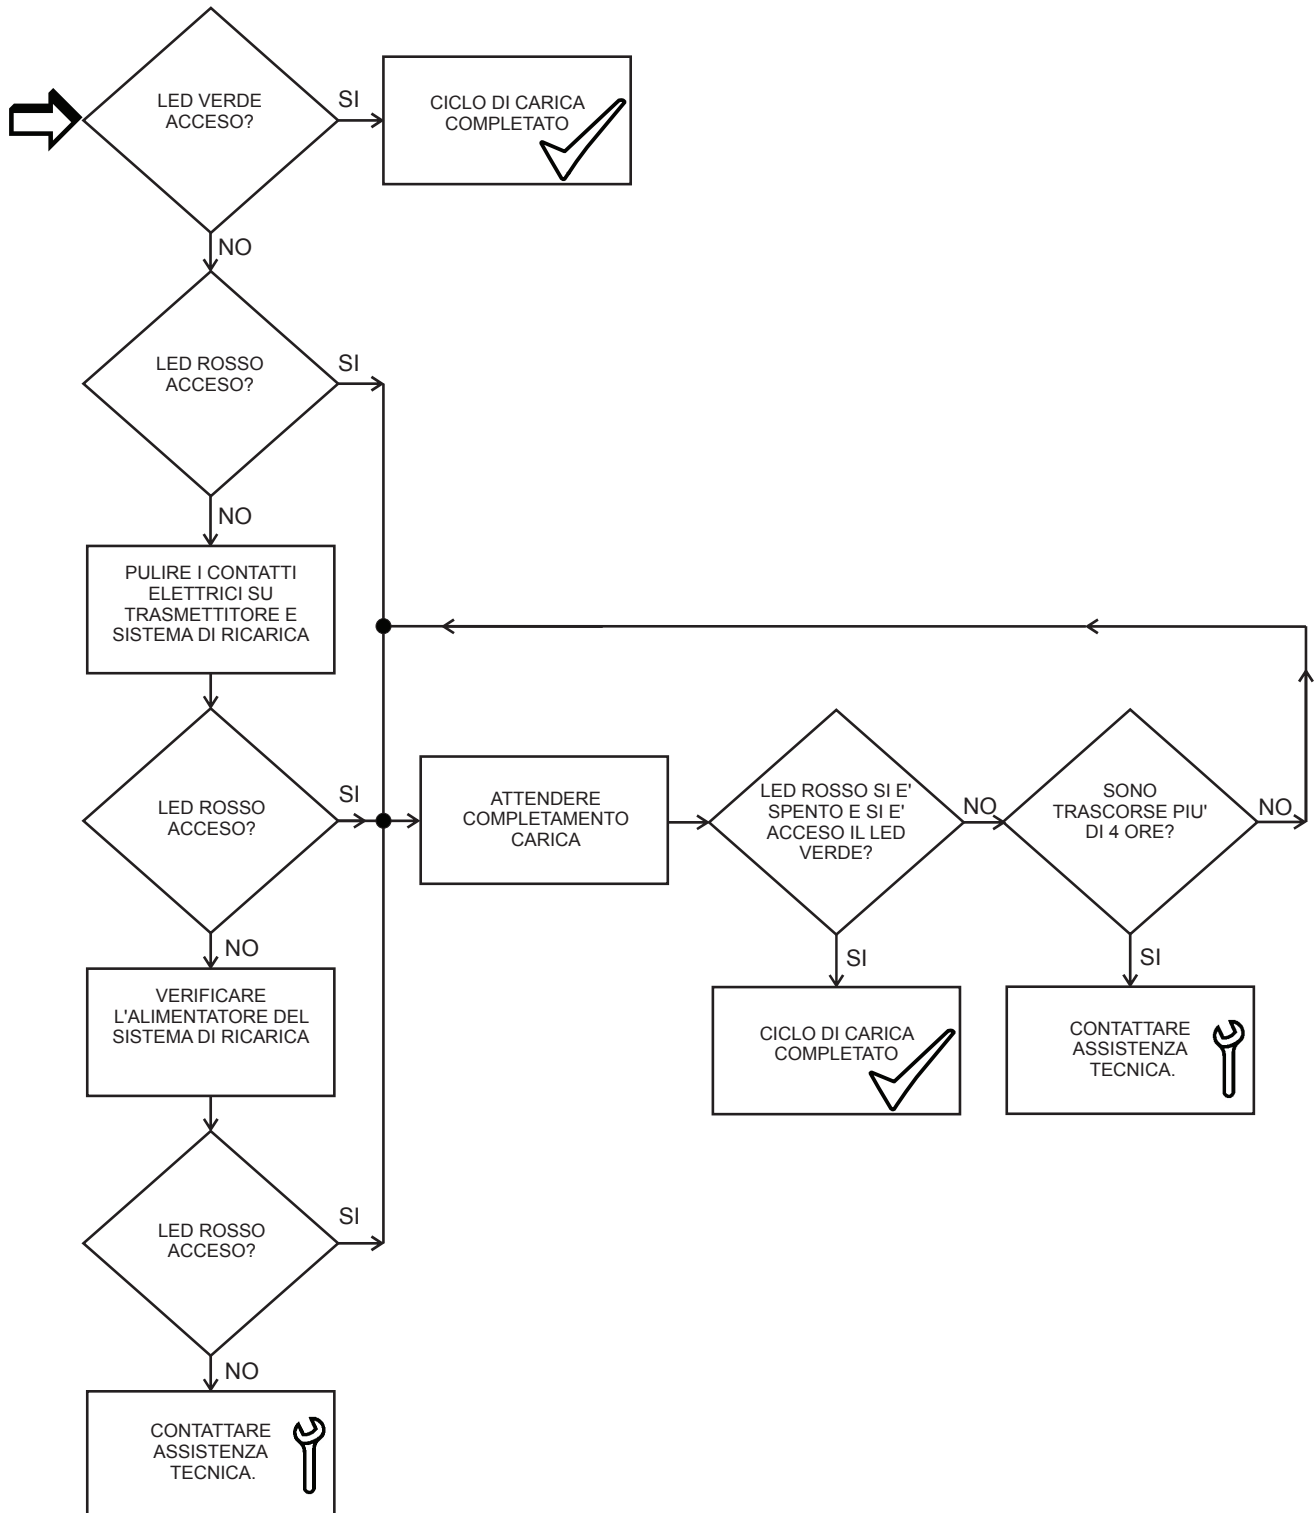 LED VERDE
ACCESO?
SI
CICLO DI CARICA
COMPLETATO
NO
LED ROSSO
ACCESO?
SI
NO
PULIRE I CONTATTI
ELETTRICI SU
TRASMETTITORE E
SISTEMA DI RICARICA
LED ROSSO
ACCESO?
SI
ATTENDERE
COMPLETAMENTO
CARICA
LED ROSSO SI E'
SPENTO E SI E'
ACCESO IL LED
VERDE?
NO
SONO
TRASCORSE PIU'
DI 4 ORE?
NO
NO
SI
SI
VERIFICARE
L'ALIMENTATORE DEL
SISTEMA DI RICARICA
CICLO DI CARICA
COMPLETATO
CONTATTARE
ASSISTENZA
TECNICA.
LED ROSSO
ACCESO?
SI
NO
CONTATTARE
ASSISTENZA
TECNICA.